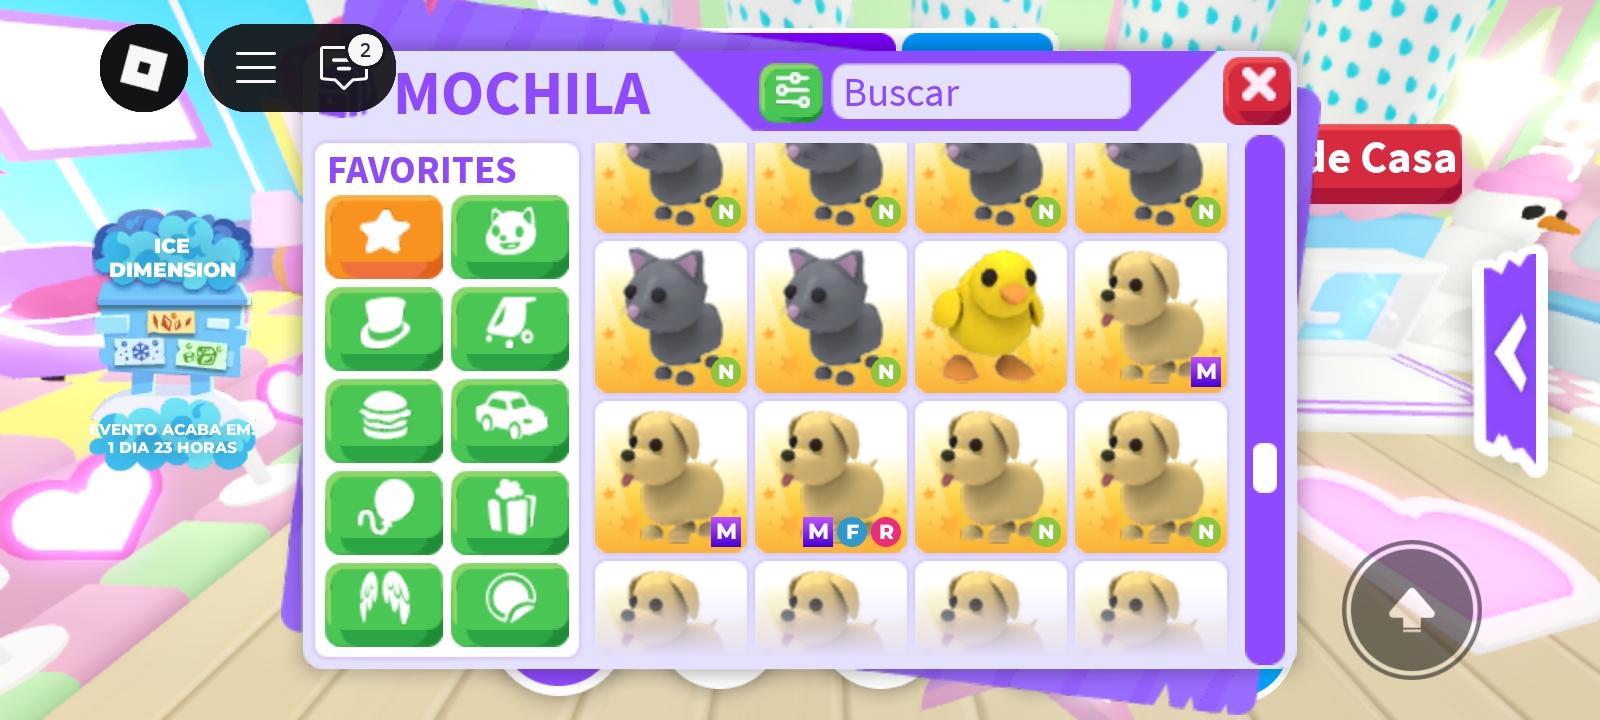 2
MOCHILA
Buscar
FAVORITES
de Casa
N N N N
ICE
DIMENSION
N N M
EVENTO ACABA EM:
1 DIA 23 HORAS
M M F R N N